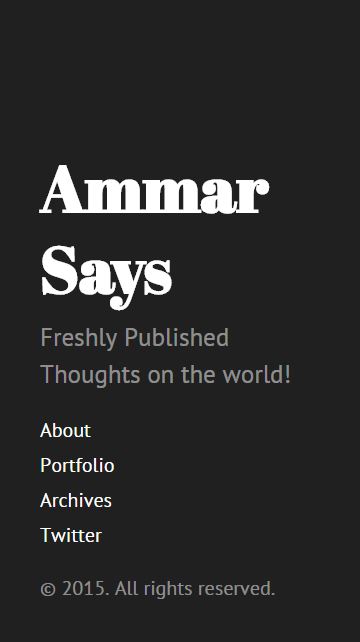 Ammar
Says
Freshly Published
Thoughts on the world!
About
Portfolio
Archives
Twitter
© 2015. All rights reserved.